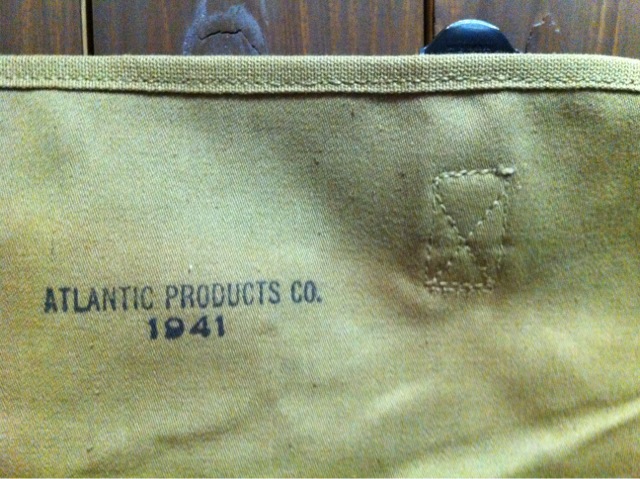 ATLANTIC PRODUCTS CO.
1941